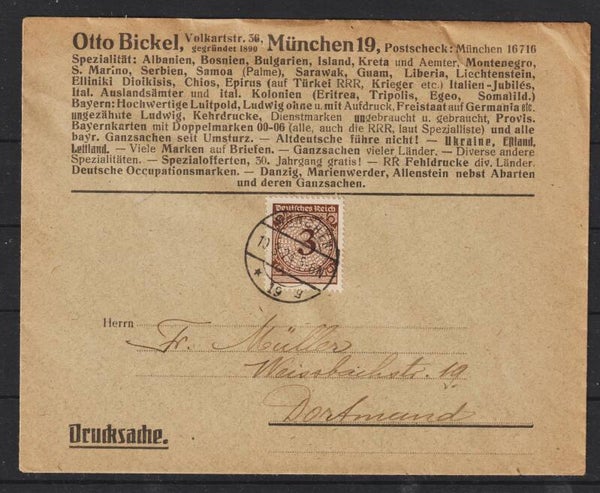 Otto Bickel, Volkartstr. 56, gegründet 1890 München 19, Postscheck: München 16716
Spezialität: Albanien, Bosnien, Bulgarien, Island, Kreta und Aemter, Montenegro,
S. Marino, Serbien, Samoa (Palme), Sarawak, Guam, Liberia, Liechtenstein,
Elliniki Dioikisis, Chios, Epirus (auf Türkei RRR, Krieger etc.) Italien-Jubilés,
Ital. Auslandsämter und ital. Kolonien (Eritrea, Tripolis, Egeo, Somalild.)
Bayern: Hochwertige Luitpold, Ludwig ohne u. mit Aufdruck, Freistaat auf Germania
ungezähnte Ludwig, Kehrdrucke, Dienstmarken ungebraucht u. gebraucht, Provis.
Bayernkarten mit Doppelmarken 00-06 (alle, auch die RRR, laut Spezialliste) und alle
bayr. Ganzsachen seit Umsturz. — Altdeutsche führe nicht! — Ukraine, Estland,
Lettland. — Viele Marken auf Briefen. — Ganzsachen vieler Länder. — Diverse andere
Spezialitäten. — Spezialofferten, 30. Jahrgang gratis! — RR Fehldrucke div. Länder.
Deutsche Occupationsmarken. — Danzig, Marienwerder, Allenstein nebst Abarten
und deren Ganzsachen.
Deutsches Reich
3
MÜNCHEN
* 19 g
Herrn
Fr. Müller
Weissbachstr. 19
Dortmund
Drucksache.